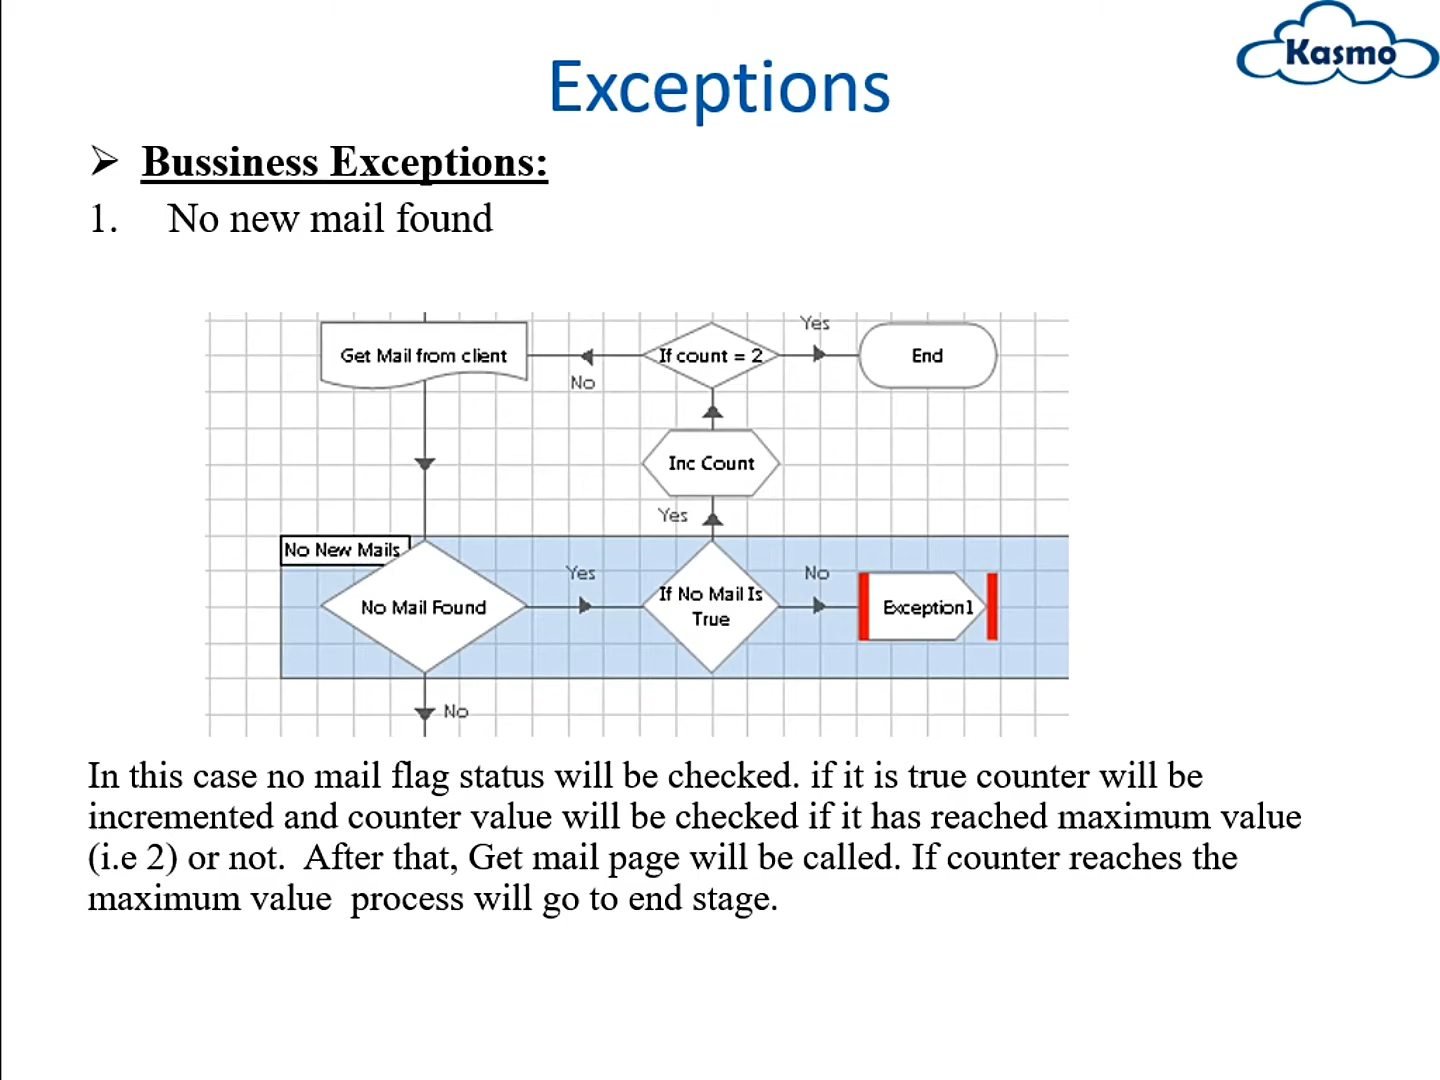 Kasmo
Exceptions
➢ Bussiness Exceptions:
1. No new mail found
Yes
Get Mail from client
If count = 2
End
No
Inc Count
Yes
No New Mails
Yes
No
No Mail Found
If No Mail Is
True
Exception1
No
In this case no mail flag status will be checked. if it is true counter will be
incremented and counter value will be checked if it has reached maximum value
(i.e 2) or not.  After that, Get mail page will be called. If counter reaches the
maximum value  process will go to end stage.